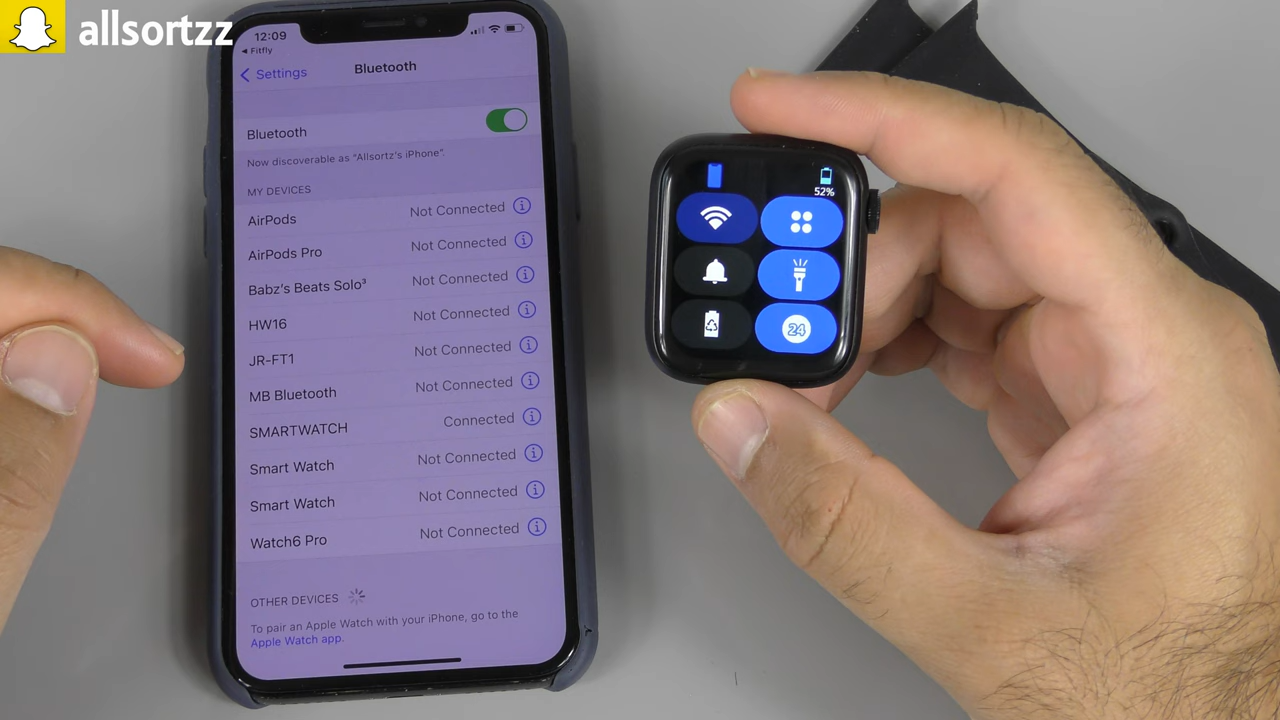 allsortzz
12:09
◀ Fitfly
Settings
Bluetooth
Bluetooth
Now discoverable as “Allsortz's iPhone”.
MY DEVICES
AirPods Not Connected
AirPods Pro Not Connected
Babz's Beats Solo³ Not Connected
HW16 Not Connected
JR-FT1 Not Connected
MB Bluetooth Not Connected
SMARTWATCH Connected
Smart Watch Not Connected
Smart Watch Not Connected
Watch6 Pro Not Connected
OTHER DEVICES
To pair an Apple Watch with your iPhone, go to the
Apple Watch app.
52%
24